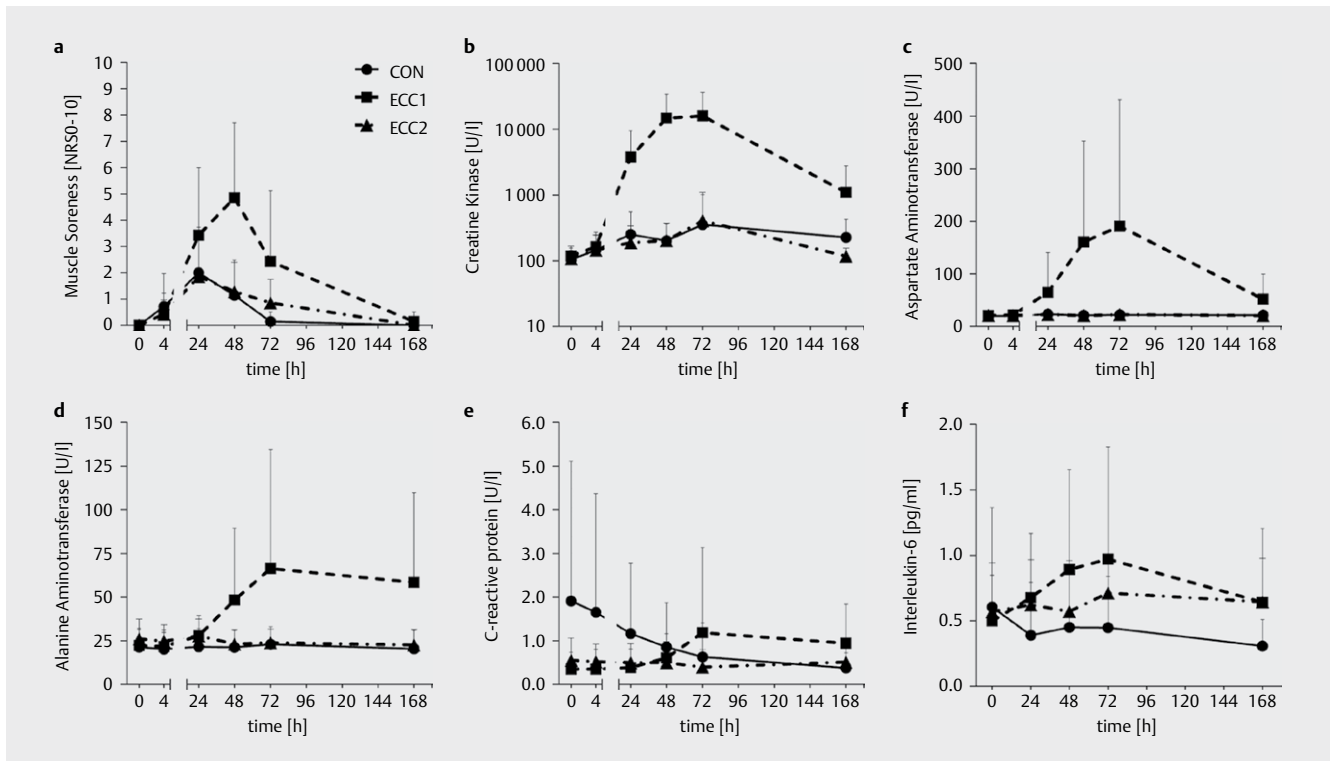 a
Muscle Soreness [NRS0-10]
10
9
8
7
6
5
4
3
2
1
0
CON
ECC1
ECC2
0 4 24 48 72 96 120 144 168
time [h]
b
Creatine Kinase [U/l]
100 000
10 000
1 000
100
10
0 4 24 48 72 96 120 144 168
time [h]
c
Aspartate Aminotransferase [U/l]
500
400
300
200
100
0
0 4 24 48 72 96 120 144 168
time [h]
d
Alanine Aminotransferase [U/l]
150
125
100
75
50
25
0
0 4 24 48 72 96 120 144 168
time [h]
e
C-reactive protein [U/l]
6.0
5.0
4.0
3.0
2.0
1.0
0.0
0 4 24 48 72 96 120 144 168
time [h]
f
Interleukin-6 [pg/ml]
2.0
1.5
1.0
0.5
0.0
0 24 48 72 96 120 144 168
time [h]